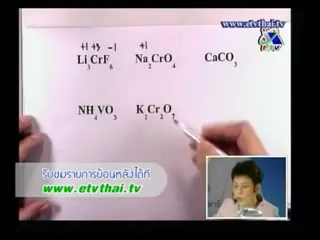 www.etvthai.tv
+1 +3 -1 +1
Li₃CrF₆ Na₂CrO₄ CaCO₃
NH₄VO₃ K₂Cr₂O₇
รับชมรายการย้อนหลังได้ที่
www.etvthai.tv